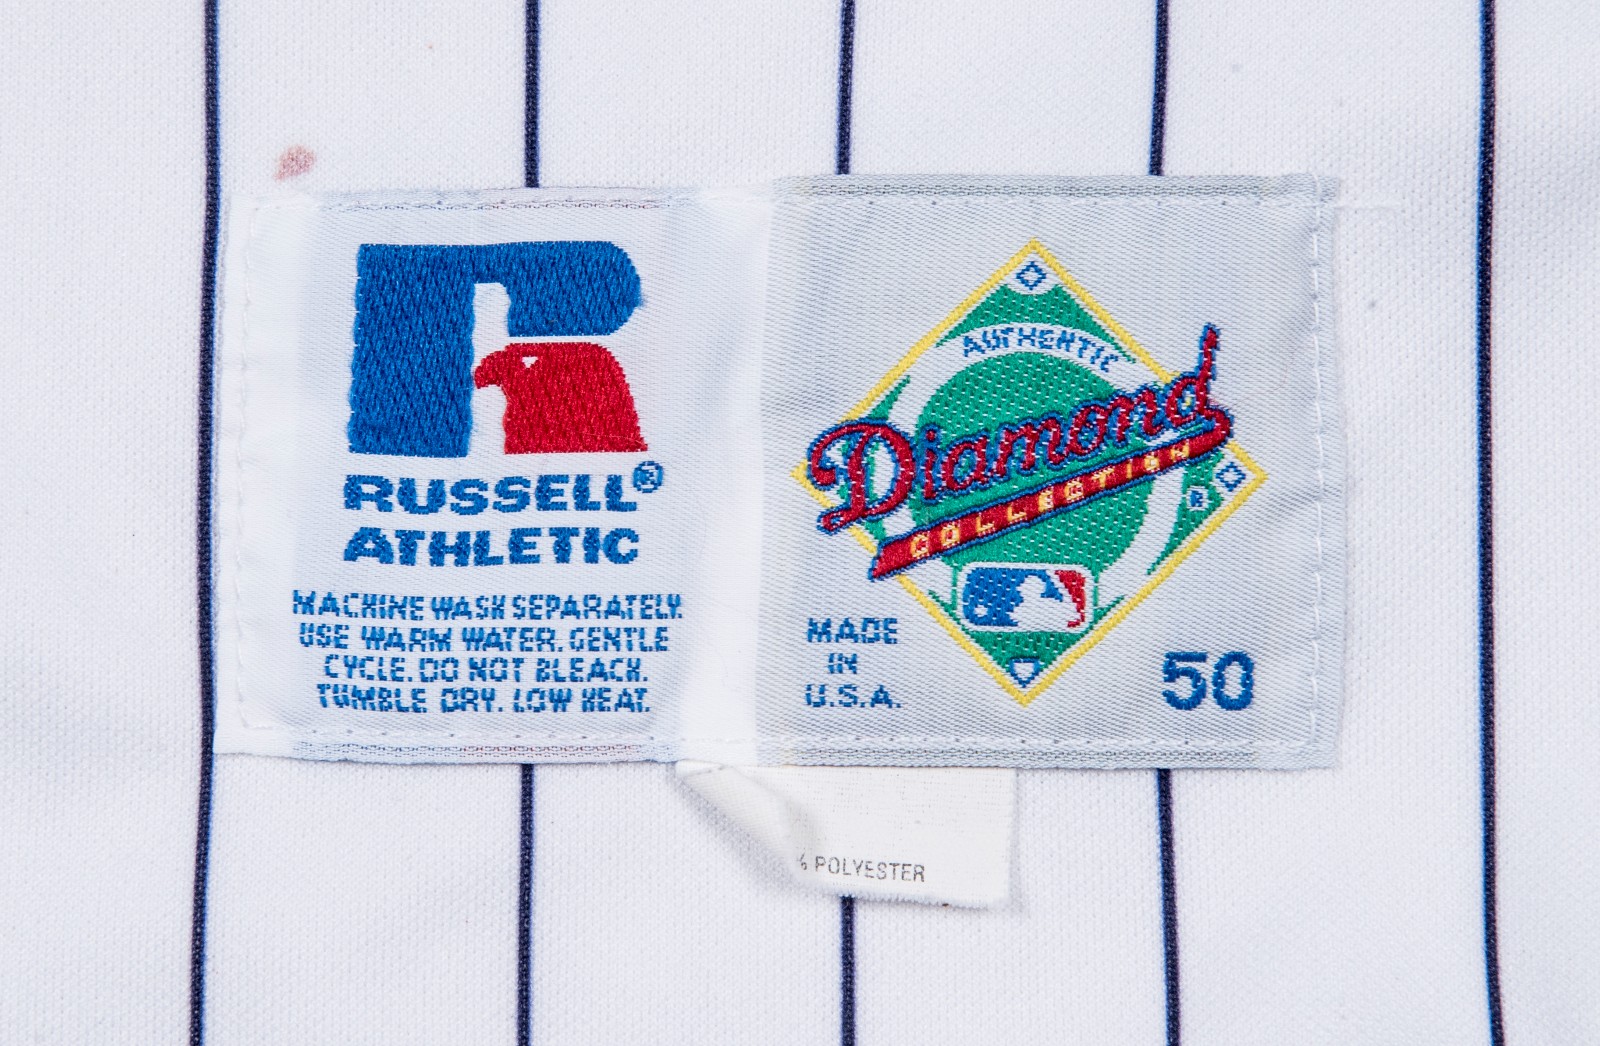 RUSSELL®
ATHLETIC
MACHINE WASH SEPARATELY.
USE WARM WATER. GENTLE
CYCLE. DO NOT BLEACH.
TUMBLE DRY. LOW HEAT.
AUTHENTIC
Diamond
COLLECTION
®
MADE
IN
U.S.A.
50
% POLYESTER